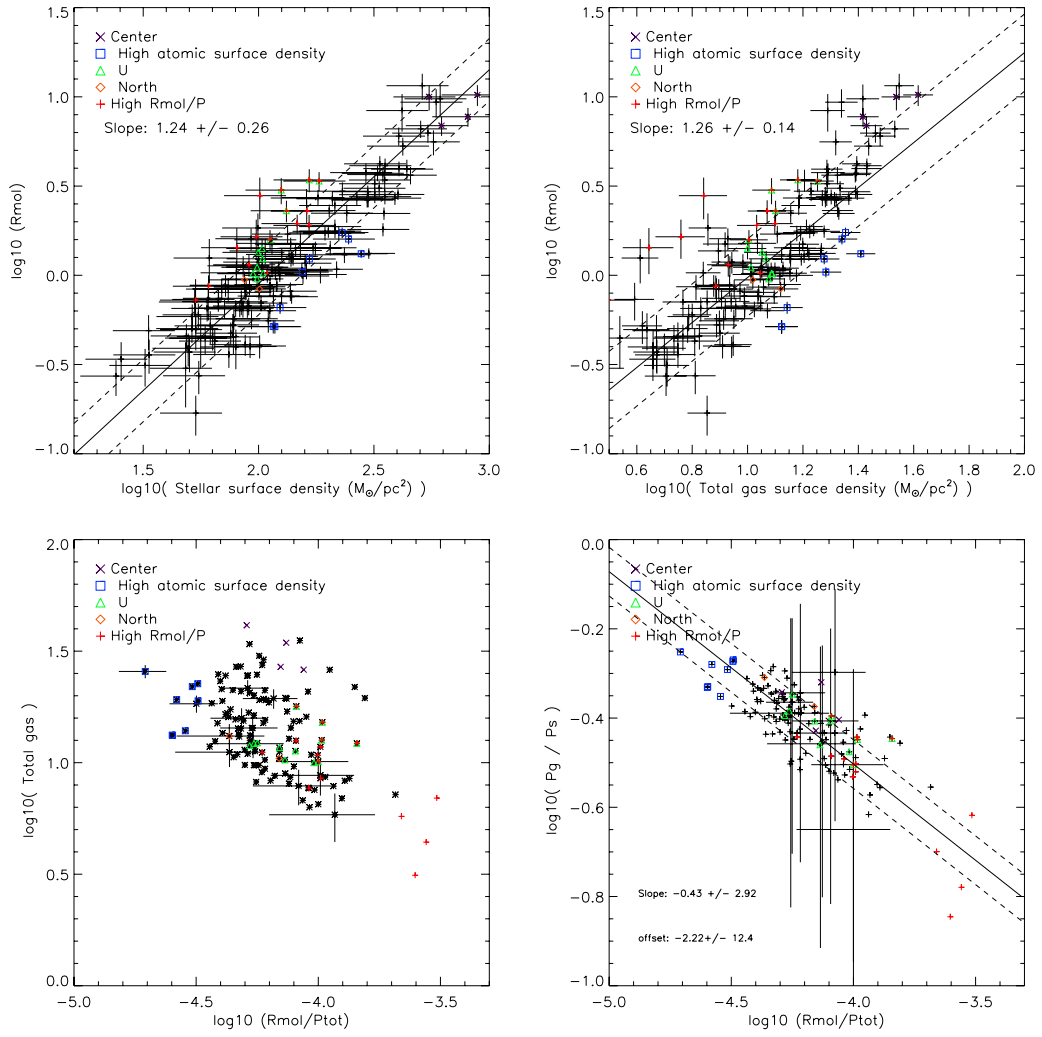 1.5
1.0
0.5
0.0
−0.5
−1.0
log10 (Rmol)
Center
High atomic surface density
U
North
High Rmol/P
Slope: 1.24 +/− 0.26
1.5 2.0 2.5 3.0
log10( Stellar surface density (M⊙/pc²) )
1.5
1.0
0.5
0.0
−0.5
−1.0
log10 (Rmol)
Center
High atomic surface density
U
North
High Rmol/P
Slope: 1.26 +/− 0.14
0.6 0.8 1.0 1.2 1.4 1.6 1.8 2.0
log10( Total gas surface density (M⊙/pc²) )
2.0
1.5
1.0
0.5
0.0
log10( Total gas )
Center
High atomic surface density
U
North
High Rmol/P
−5.0 −4.5 −4.0 −3.5
log10 (Rmol/Ptot)
0.0
−0.2
−0.4
−0.6
−0.8
−1.0
log10( Pg / Ps )
Center
High atomic surface density
U
North
High Rmol/P
Slope: −0.43 +/− 2.92
offset: −2.22+/− 12.4
−5.0 −4.5 −4.0 −3.5
log10 (Rmol/Ptot)